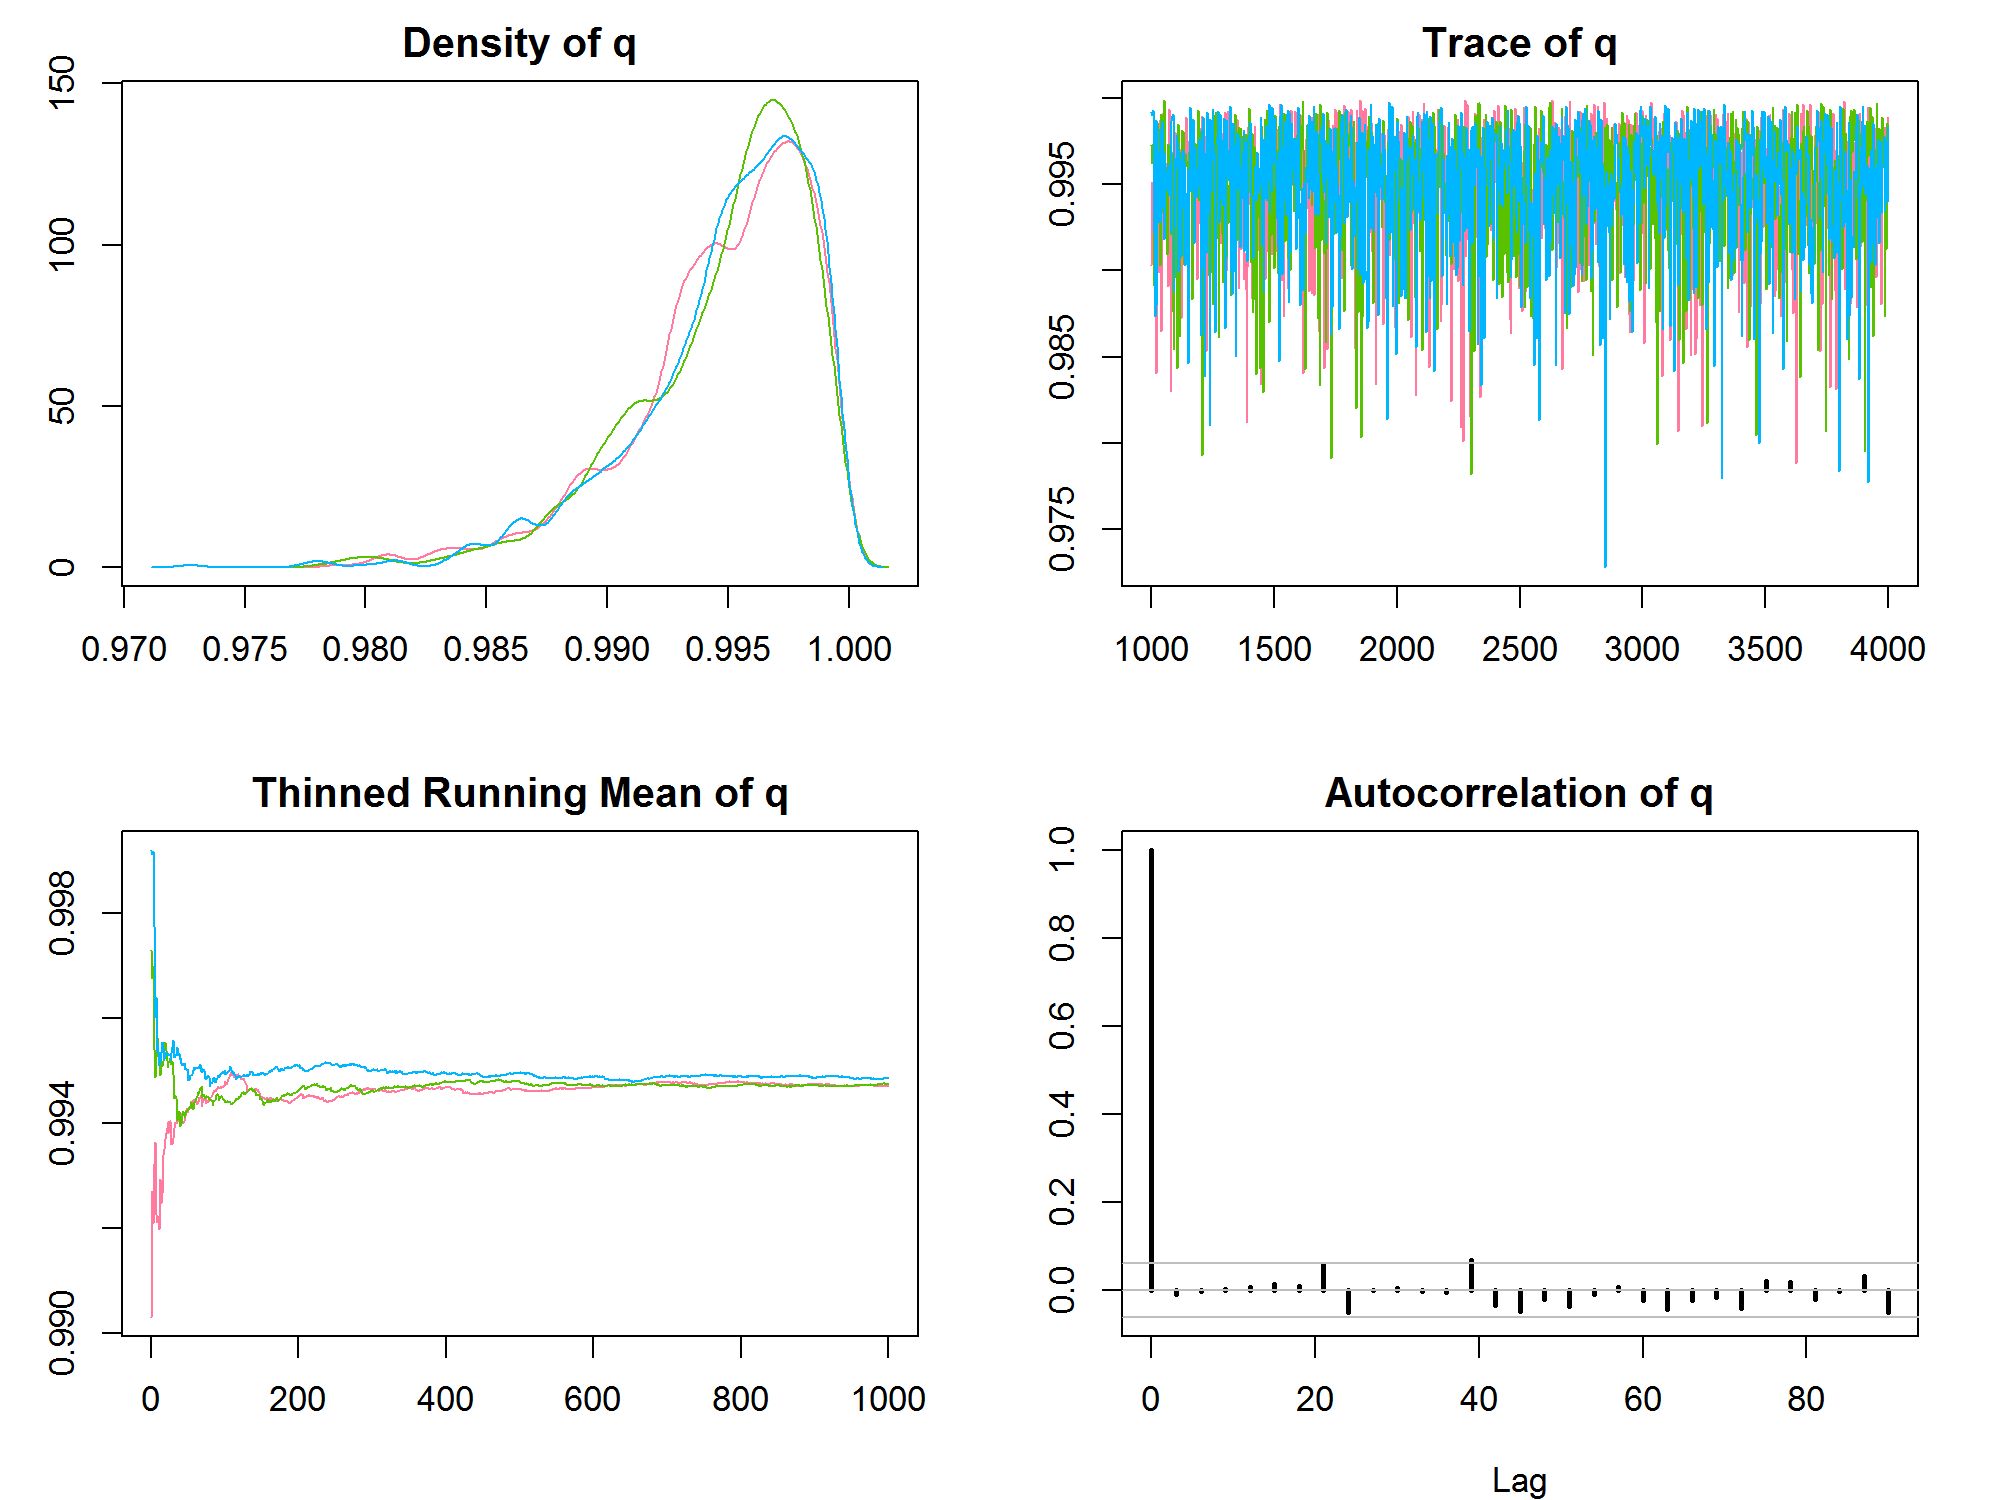 Density of q
150
100
50
0
0.970 0.975 0.980 0.985 0.990 0.995 1.000
Trace of q
0.995
0.985
0.975
1000 1500 2000 2500 3000 3500 4000
Thinned Running Mean of q
0.998
0.994
0.990
0 200 400 600 800 1000
Autocorrelation of q
1.0
0.8
0.6
0.4
0.2
0.0
0 20 40 60 80
Lag